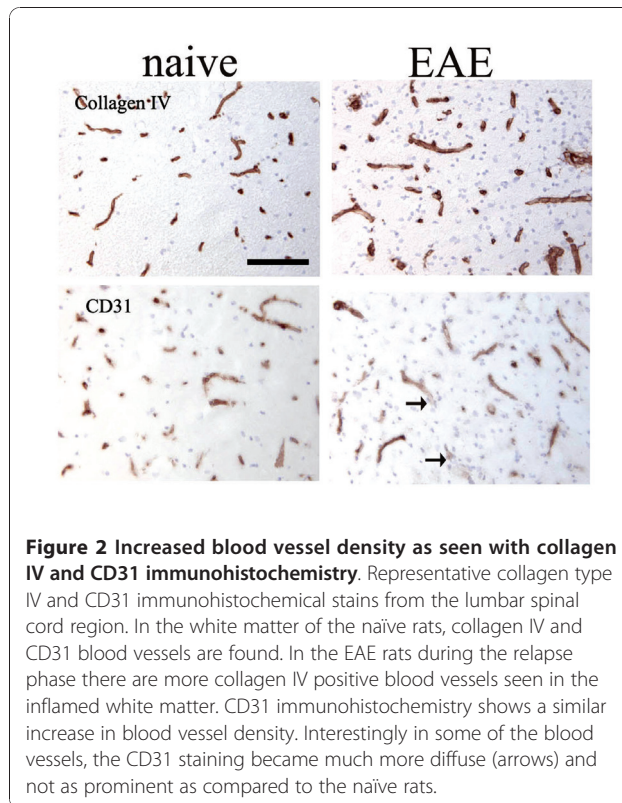 naive EAE
Collagen IV
CD31
Figure 2 Increased blood vessel density as seen with collagen
IV and CD31 immunohistochemistry. Representative collagen type
IV and CD31 immunohistochemical stains from the lumbar spinal
cord region. In the white matter of the naïve rats, collagen IV and
CD31 blood vessels are found. In the EAE rats during the relapse
phase there are more collagen IV positive blood vessels seen in the
inflamed white matter. CD31 immunohistochemistry shows a similar
increase in blood vessel density. Interestingly in some of the blood
vessels, the CD31 staining became much more diffuse (arrows) and
not as prominent as compared to the naïve rats.